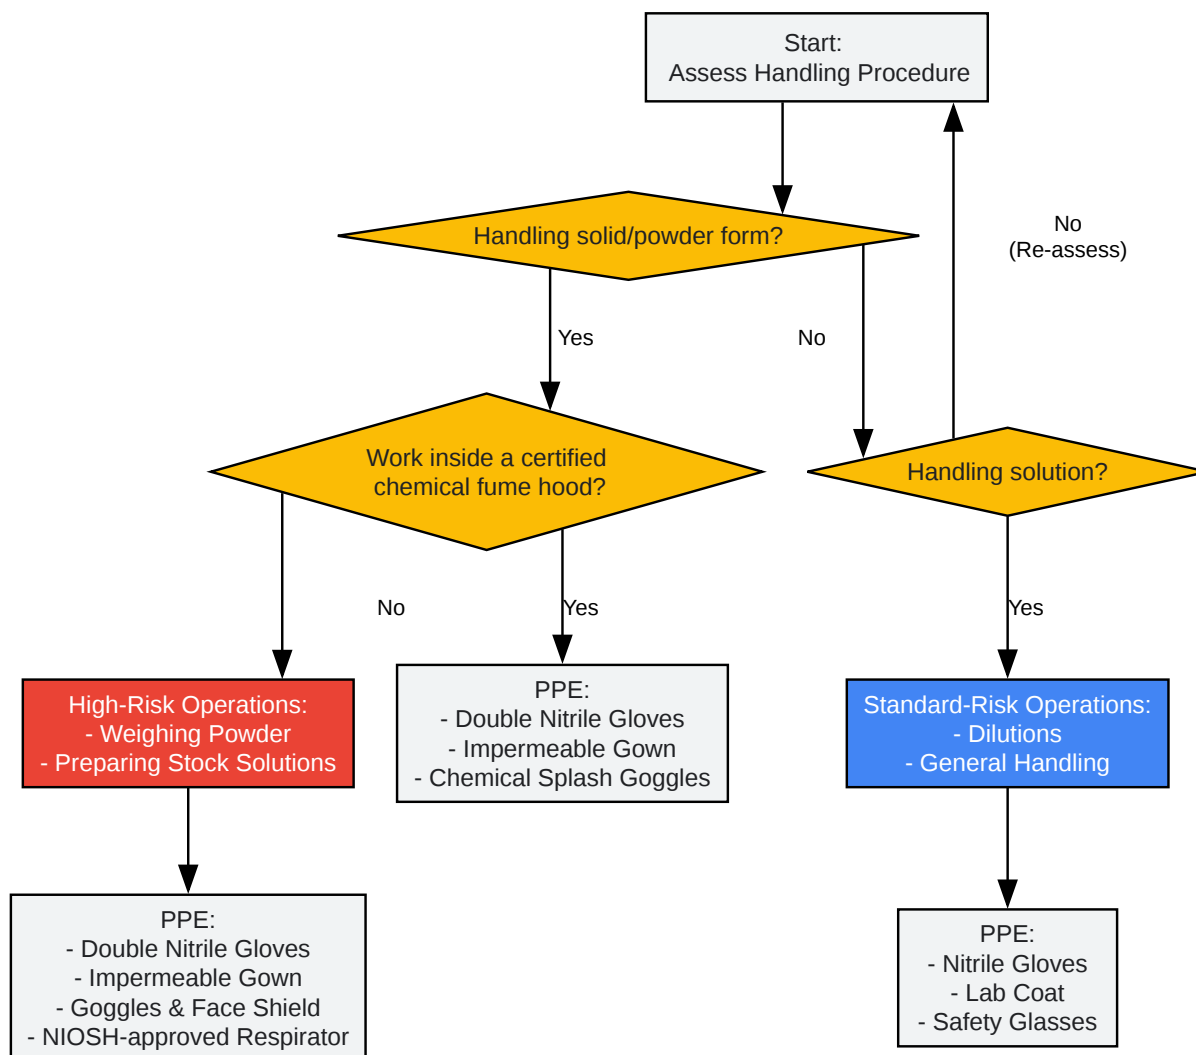 Start:
Assess Handling Procedure
No
(Re-assess)
Handling solid/powder form?
Yes
No
Work inside a certified
chemical fume hood?
Handling solution?
No
Yes
Yes
High-Risk Operations:
- Weighing Powder
- Preparing Stock Solutions
PPE:
- Double Nitrile Gloves
- Impermeable Gown
- Chemical Splash Goggles
Standard-Risk Operations:
- Dilutions
- General Handling
PPE:
- Double Nitrile Gloves
- Impermeable Gown
- Goggles & Face Shield
- NIOSH-approved Respirator
PPE:
- Nitrile Gloves
- Lab Coat
- Safety Glasses